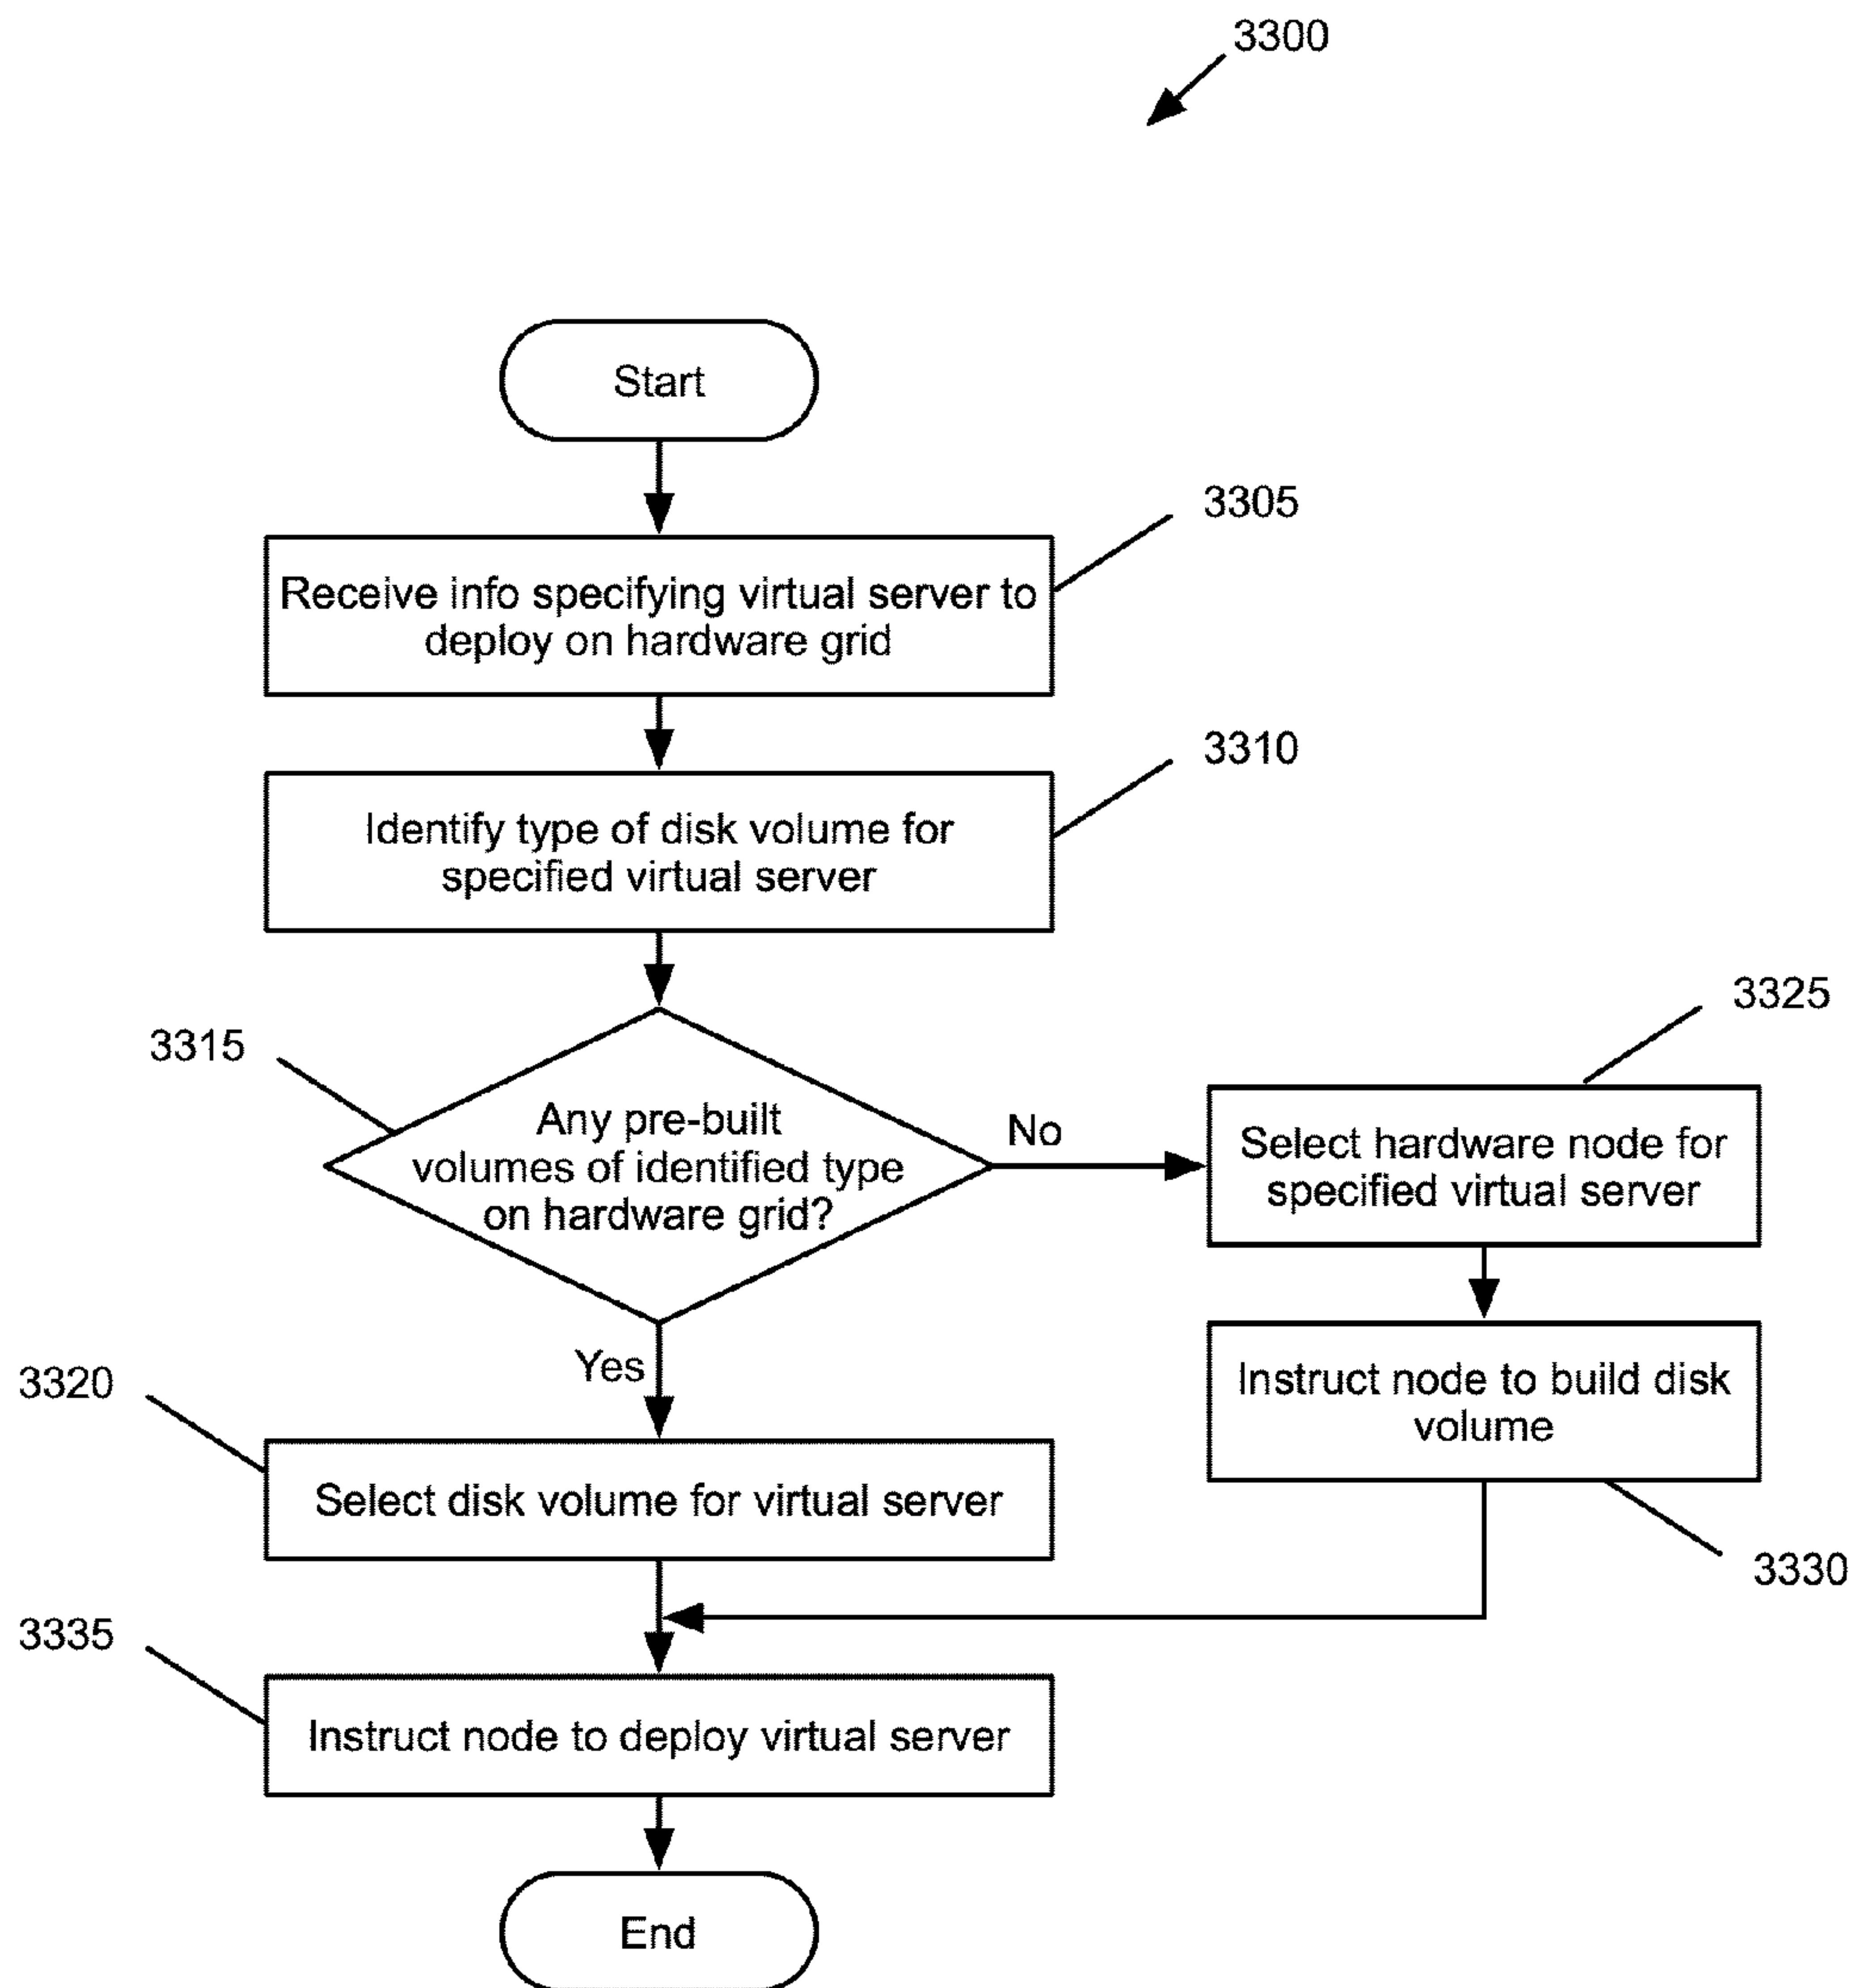 3300
Start
3305
Receive info specifying virtual server to
deploy on hardware grid
3310
Identify type of disk volume for
specified virtual server
3315
Any pre-built
volumes of identified type
on hardware grid?
No
Yes
3325
Select hardware node for
specified virtual server
Instruct node to build disk
volume
3330
3320
Select disk volume for virtual server
3335
Instruct node to deploy virtual server
End